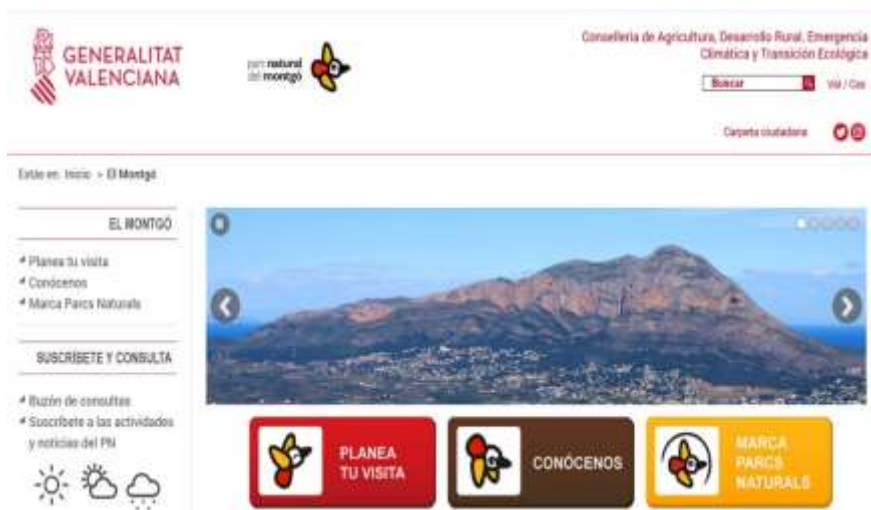 GENERALITAT
VALENCIANA
parc natural
del montgó
Conselleria de Agricultura, Desarrollo Rural, Emergencia
Climática y Transición Ecológica
Buscar
Val / Cas
Carpeta ciudadana
Estás en: Inicio > El Montgó
EL MONTGÓ
Planea tu visita
Conócenos
Marca Parcs Naturals
SUSCRÍBETE Y CONSULTA
Buzón de consultas
Suscríbete a las actividades
y noticias del PN
PLANEA
TU VISITA
CONÓCENOS
MARCA
PARCS
NATURALS